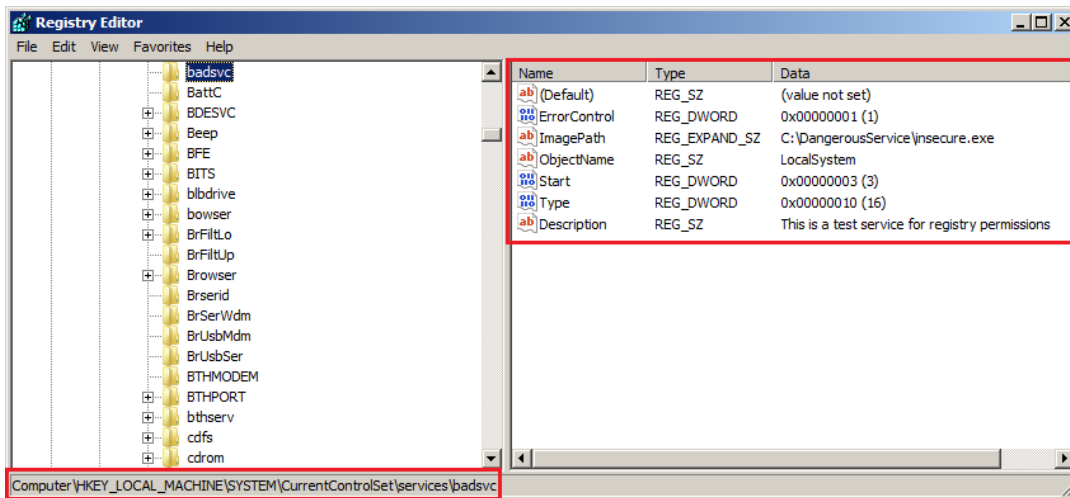 Registry Editor
File Edit View Favorites Help
badsvc
BattC
BDESVC
Beep
BFE
BITS
blbdrive
bowser
BrFiltLo
BrFiltUp
Browser
Brserid
BrSerWdm
BrUsbMdm
BrUsbSer
BTHMODEM
BTHPORT
bthserv
cdfs
cdrom
Name Type Data
(Default) REG_SZ (value not set)
ErrorControl REG_DWORD 0x00000001 (1)
ImagePath REG_EXPAND_SZ C:\DangerousService\insecure.exe
ObjectName REG_SZ LocalSystem
Start REG_DWORD 0x00000003 (3)
Type REG_DWORD 0x00000010 (16)
Description REG_SZ This is a test service for registry permissions
Computer\HKEY_LOCAL_MACHINE\SYSTEM\CurrentControlSet\services\badsvc